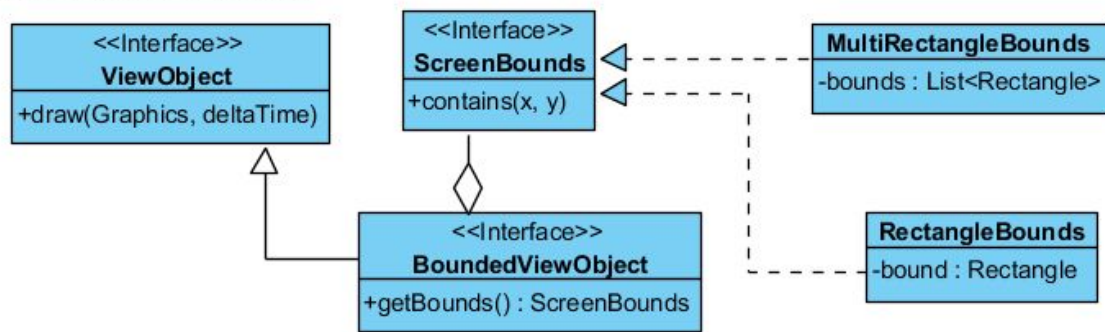 <<Interface>>
ViewObject
+draw(Graphics, deltaTime)
<<Interface>>
ScreenBounds
+contains(x, y)
MultiRectangleBounds
-bounds : List<Rectangle>
<<Interface>>
BoundedViewObject
+getBounds() : ScreenBounds
RectangleBounds
-bound : Rectangle